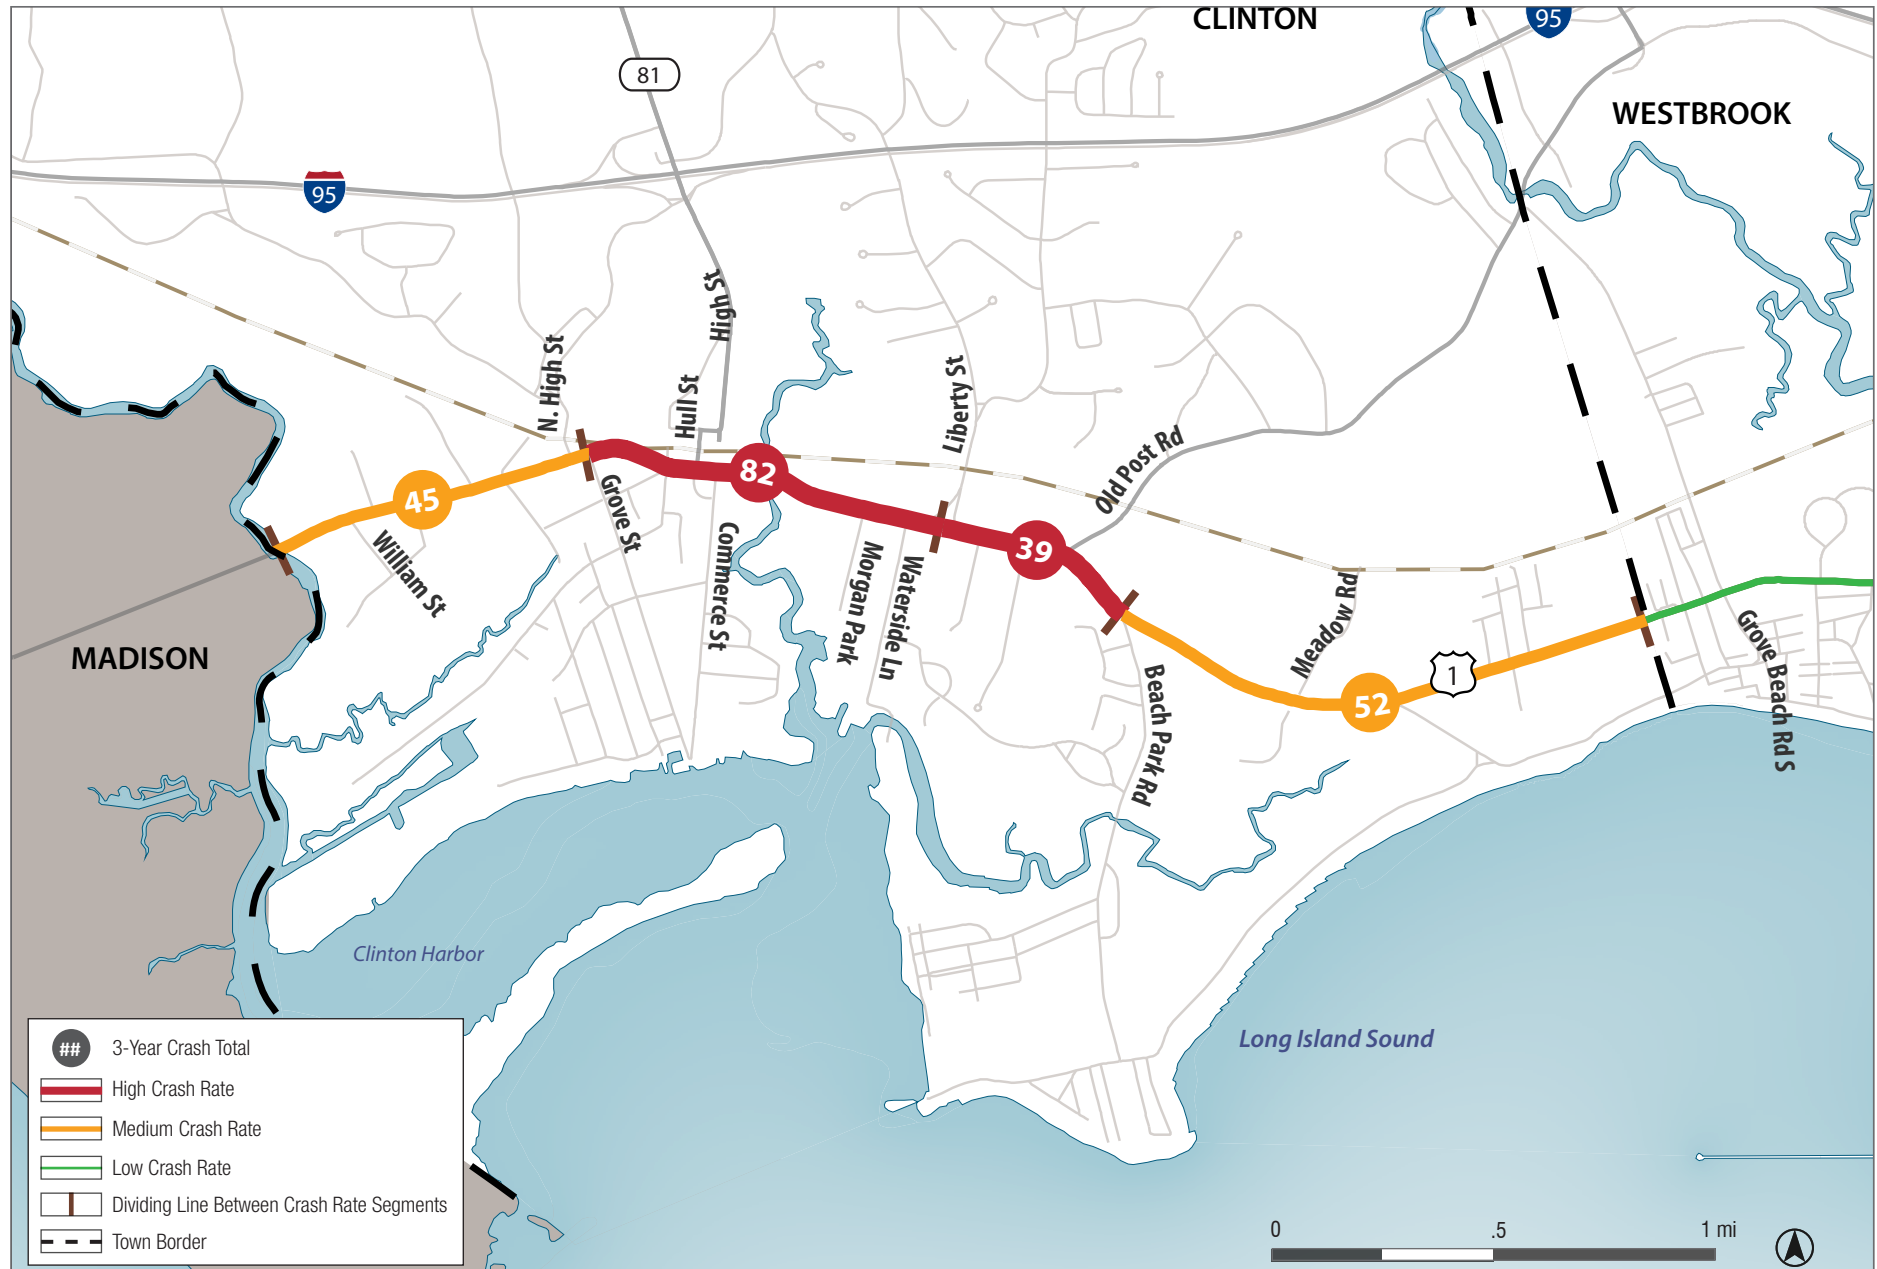 CLINTON
95
81
WESTBROOK
95
High St
N. High St
Hull St
Liberty St
Old Post Rd
82
45
Grove St
39
Commerce St
William St
Morgan Park
Waterside Ln
Meadow Rd
MADISON
Beach Park Rd
1
52
Grove Beach Rd S
Clinton Harbor
Long Island Sound
## 3-Year Crash Total
High Crash Rate
Medium Crash Rate
Low Crash Rate
Dividing Line Between Crash Rate Segments
Town Border
0 .5 1 mi